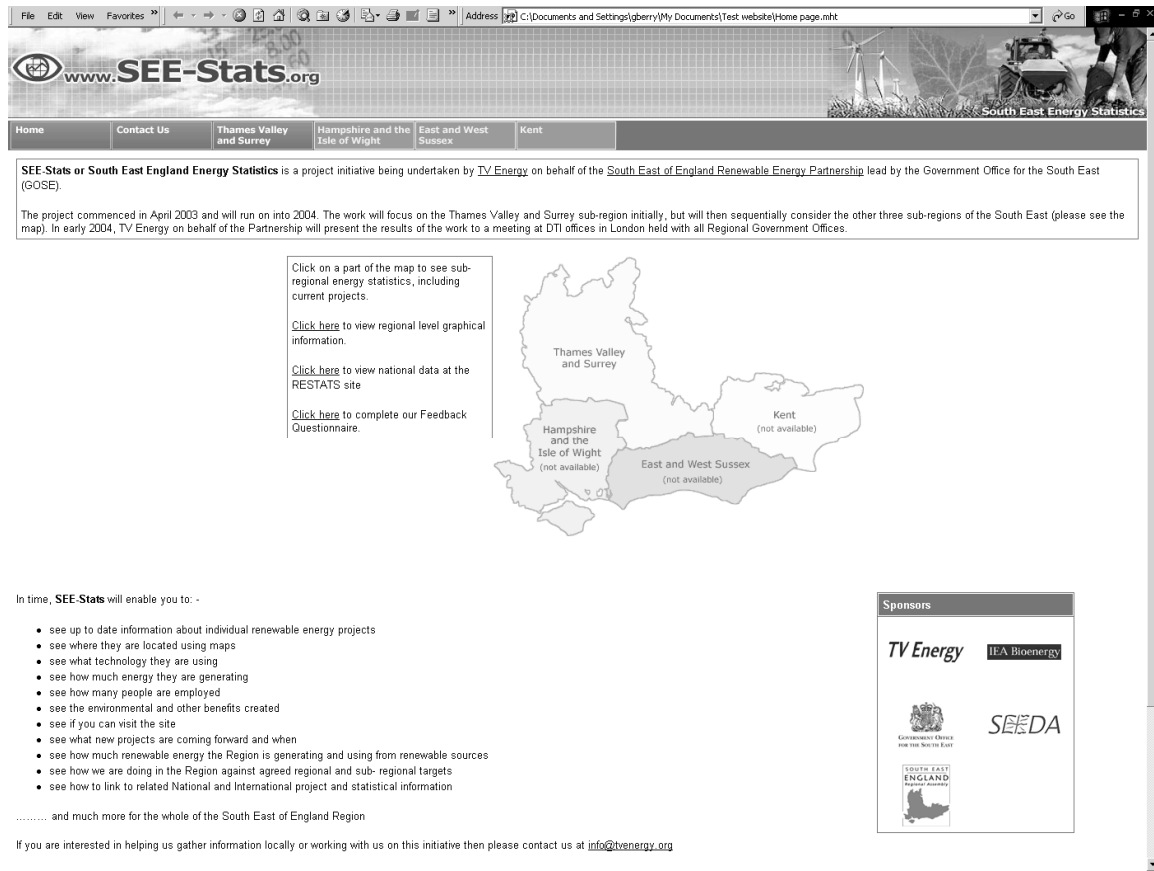 File Edit View Favorites » » Address C:\Documents and Settings\gberry\My Documents\Test website\Home page.mht Go
www.SEE-Stats.org
South East Energy Statistics
Home Contact Us Thames Valley and Surrey Hampshire and the Isle of Wight East and West Sussex Kent
SEE-Stats or South East England Energy Statistics is a project initiative being undertaken by TV Energy on behalf of the South East of England Renewable Energy Partnership lead by the Government Office for the South East
(GOSE).
The project commenced in April 2003 and will run on into 2004. The work will focus on the Thames Valley and Surrey sub-region initially, but will then sequentially consider the other three sub-regions of the South East (please see the
map). In early 2004, TV Energy on behalf of the Partnership will present the results of the work to a meeting at DTI offices in London held with all Regional Government Offices.
Click on a part of the map to see sub-
regional energy statistics, including
current projects.
Click here to view regional level graphical
information.
Click here to view national data at the
RESTATS site
Click here to complete our Feedback
Questionnaire.
Thames Valley
and Surrey
Kent
(not available)
Hampshire
and the
Isle of Wight
(not available)
East and West Sussex
(not available)
In time, SEE-Stats will enable you to: -
• see up to date information about individual renewable energy projects
• see where they are located using maps
• see what technology they are using
• see how much energy they are generating
• see how many people are employed
• see the environmental and other benefits created
• see if you can visit the site
• see what new projects are coming forward and when
• see how much renewable energy the Region is generating and using from renewable sources
• see how we are doing in the Region against agreed regional and sub- regional targets
• see how to link to related National and International project and statistical information
......... and much more for the whole of the South East of England Region
If you are interested in helping us gather information locally or working with us on this initiative then please contact us at info@tvenergy.org
Sponsors
TV Energy IEA Bioenergy
GOVERNMENT OFFICE
FOR THE SOUTH EAST
SEEDA
SOUTH EAST
ENGLAND
Regional Assembly